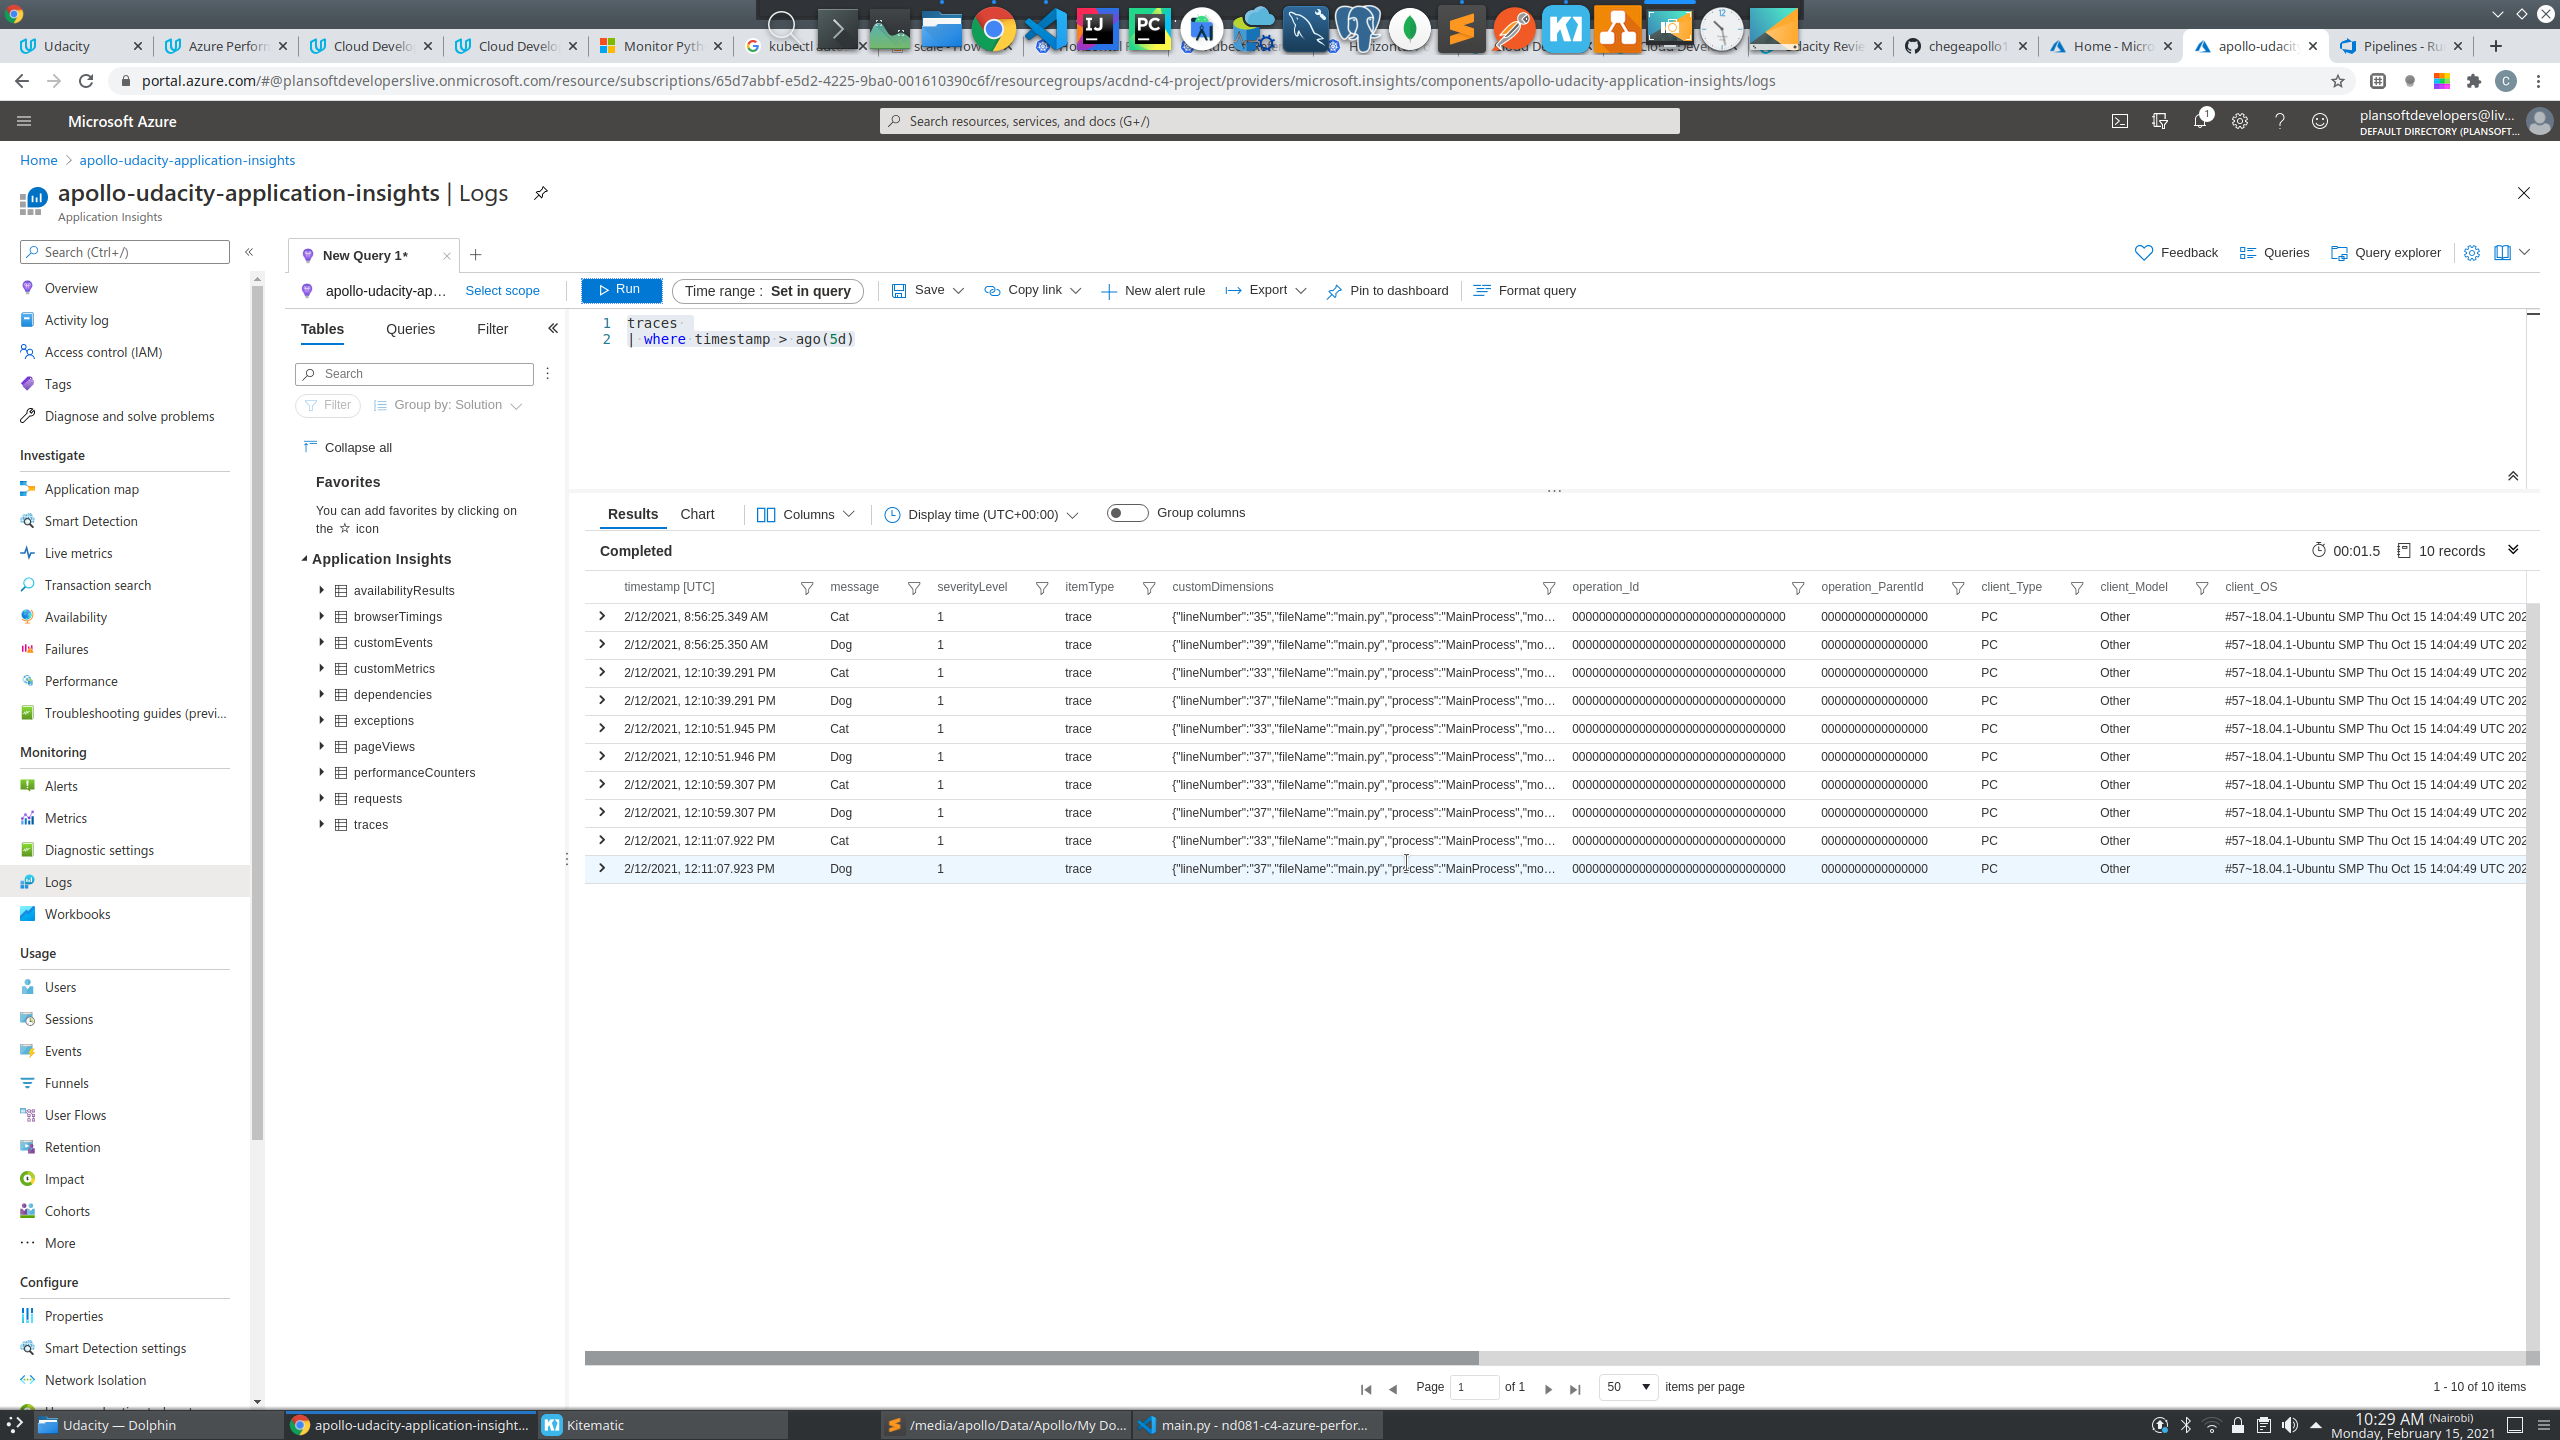 Udacity
Azure Perforn
Cloud Develo
Cloud Develo
Monitor Pyth
kubectl auto
chegeapollo1
Home - Micro
apollo-udacity
Pipelines - Ru
portal.azure.com/#@plansoftdeveloperslive.onmicrosoft.com/resource/subscriptions/65d7abbf-e5d2-4225-9ba0-001610390c6f/resourcegroups/acdnd-c4-project/providers/microsoft.insights/components/apollo-udacity-application-insights/logs
Microsoft Azure
Search resources, services, and docs (G+/)
1
plansoftdevelopers@liv...
DEFAULT DIRECTORY (PLANSOFT...
Home > apollo-udacity-application-insights
apollo-udacity-application-insights | Logs
Application Insights
Search (Ctrl+/)
Overview
Activity log
Access control (IAM)
Tags
Diagnose and solve problems
Investigate
Application map
Smart Detection
Live metrics
Transaction search
Availability
Failures
Performance
Troubleshooting guides (previ...
Monitoring
Alerts
Metrics
Diagnostic settings
Logs
Workbooks
Usage
Users
Sessions
Events
Funnels
User Flows
Retention
Impact
Cohorts
More
Configure
Properties
Smart Detection settings
Network Isolation
New Query 1*
Feedback
Queries
Query explorer
apollo-udacity-ap...
Select scope
Run
Time range : Set in query
Save
Copy link
New alert rule
Export
Pin to dashboard
Format query
Tables
Queries
Filter
Search
Filter
Group by: Solution
Collapse all
Favorites
You can add favorites by clicking on
the ☆ icon
Application Insights
availabilityResults
browserTimings
customEvents
customMetrics
dependencies
exceptions
pageViews
performanceCounters
requests
traces
1 traces
2 | where timestamp > ago(5d)
Results
Chart
Columns
Display time (UTC+00:00)
Group columns
Completed
00:01.5
10 records
timestamp [UTC] message severityLevel itemType customDimensions operation_Id operation_ParentId client_Type client_Model client_OS
2/12/2021, 8:56:25.349 AM Cat 1 trace {"lineNumber":"35","fileName":"main.py","process":"MainProcess","mo... 00000000000000000000000000000000 0000000000000000 PC Other #57~18.04.1-Ubuntu SMP Thu Oct 15 14:04:49 UTC 202
2/12/2021, 8:56:25.350 AM Dog 1 trace {"lineNumber":"39","fileName":"main.py","process":"MainProcess","mo... 00000000000000000000000000000000 0000000000000000 PC Other #57~18.04.1-Ubuntu SMP Thu Oct 15 14:04:49 UTC 202
2/12/2021, 12:10:39.291 PM Cat 1 trace {"lineNumber":"33","fileName":"main.py","process":"MainProcess","mo... 00000000000000000000000000000000 0000000000000000 PC Other #57~18.04.1-Ubuntu SMP Thu Oct 15 14:04:49 UTC 202
2/12/2021, 12:10:39.291 PM Dog 1 trace {"lineNumber":"37","fileName":"main.py","process":"MainProcess","mo... 00000000000000000000000000000000 0000000000000000 PC Other #57~18.04.1-Ubuntu SMP Thu Oct 15 14:04:49 UTC 202
2/12/2021, 12:10:51.945 PM Cat 1 trace {"lineNumber":"33","fileName":"main.py","process":"MainProcess","mo... 00000000000000000000000000000000 0000000000000000 PC Other #57~18.04.1-Ubuntu SMP Thu Oct 15 14:04:49 UTC 202
2/12/2021, 12:10:51.946 PM Dog 1 trace {"lineNumber":"37","fileName":"main.py","process":"MainProcess","mo... 00000000000000000000000000000000 0000000000000000 PC Other #57~18.04.1-Ubuntu SMP Thu Oct 15 14:04:49 UTC 202
2/12/2021, 12:10:59.307 PM Cat 1 trace {"lineNumber":"33","fileName":"main.py","process":"MainProcess","mo... 00000000000000000000000000000000 0000000000000000 PC Other #57~18.04.1-Ubuntu SMP Thu Oct 15 14:04:49 UTC 202
2/12/2021, 12:10:59.307 PM Dog 1 trace {"lineNumber":"37","fileName":"main.py","process":"MainProcess","mo... 00000000000000000000000000000000 0000000000000000 PC Other #57~18.04.1-Ubuntu SMP Thu Oct 15 14:04:49 UTC 202
2/12/2021, 12:11:07.922 PM Cat 1 trace {"lineNumber":"33","fileName":"main.py","process":"MainProcess","mo... 00000000000000000000000000000000 0000000000000000 PC Other #57~18.04.1-Ubuntu SMP Thu Oct 15 14:04:49 UTC 202
2/12/2021, 12:11:07.923 PM Dog 1 trace {"lineNumber":"37","fileName":"main.py","process":"MainProcess","mo... 00000000000000000000000000000000 0000000000000000 PC Other #57~18.04.1-Ubuntu SMP Thu Oct 15 14:04:49 UTC 202
Page 1 of 1
50 items per page
1 - 10 of 10 items
Udacity — Dolphin
apollo-udacity-application-insight...
Kitematic
/media/apollo/Data/Apollo/My Do...
main.py - nd081-c4-azure-perfor...
10:29 AM (Nairobi)
Monday, February 15, 2021